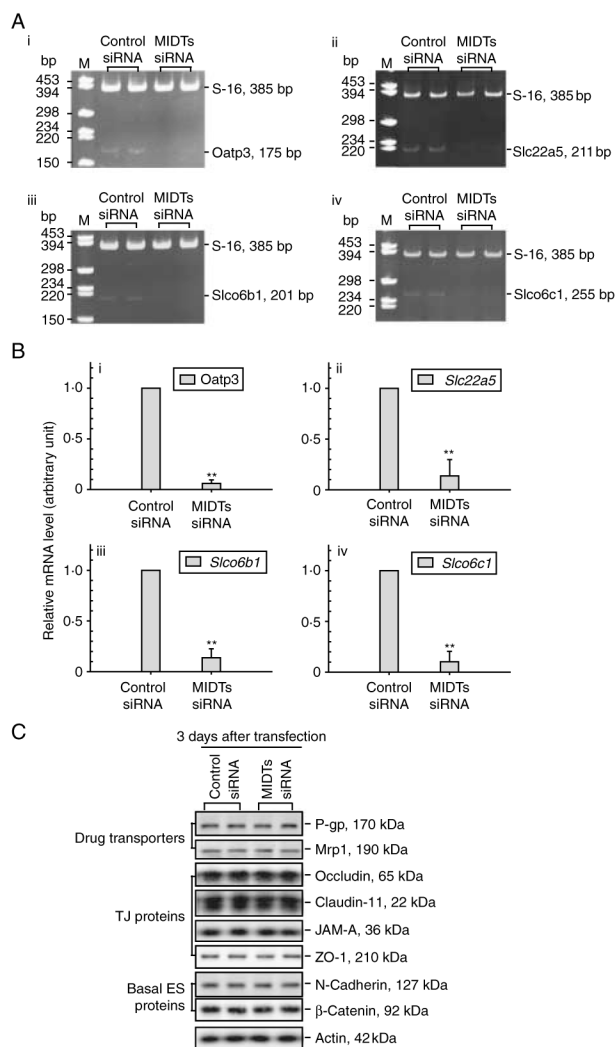 A
i
Control
siRNA
MIDTs
siRNA
bp
M
453
394
298
234
220
150
S-16, 385 bp
Oatp3, 175 bp
ii
Control
siRNA
MIDTs
siRNA
bp
M
453
394
298
234
220
S-16, 385 bp
Slc22a5, 211 bp
iii
Control
siRNA
MIDTs
siRNA
bp
M
453
394
298
234
220
150
S-16, 385 bp
Slco6b1, 201 bp
iv
Control
siRNA
MIDTs
siRNA
bp
M
453
394
298
234
220
S-16, 385 bp
Slco6c1, 255 bp
B
Relative mRNA level (arbitrary unit)
i
Oatp3
1·0
0·5
0
**
Control
siRNA
MIDTs
siRNA
ii
Slc22a5
1·0
0·5
0
**
Control
siRNA
MIDTs
siRNA
iii
Slco6b1
1·0
0·5
0
**
Control
siRNA
MIDTs
siRNA
iv
Slco6c1
1·0
0·5
0
**
Control
siRNA
MIDTs
siRNA
C
3 days after transfection
Control
siRNA
MIDTs
siRNA
Drug transporters
P-gp, 170 kDa
Mrp1, 190 kDa
TJ proteins
Occludin, 65 kDa
Claudin-11, 22 kDa
JAM-A, 36 kDa
ZO-1, 210 kDa
Basal ES
proteins
N-Cadherin, 127 kDa
β-Catenin, 92 kDa
Actin, 42 kDa